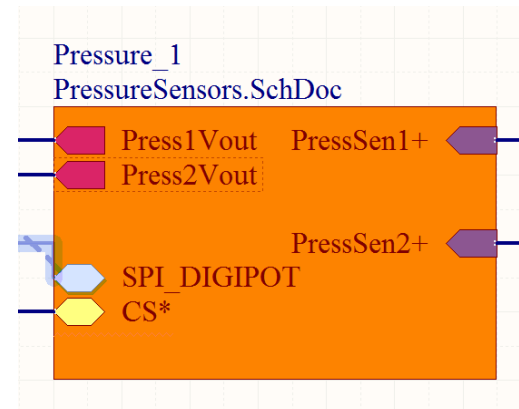 Pressure_1
PressureSensors.SchDoc
Press1Vout PressSen1+
Press2Vout
PressSen2+
SPI_DIGIPOT
CS*